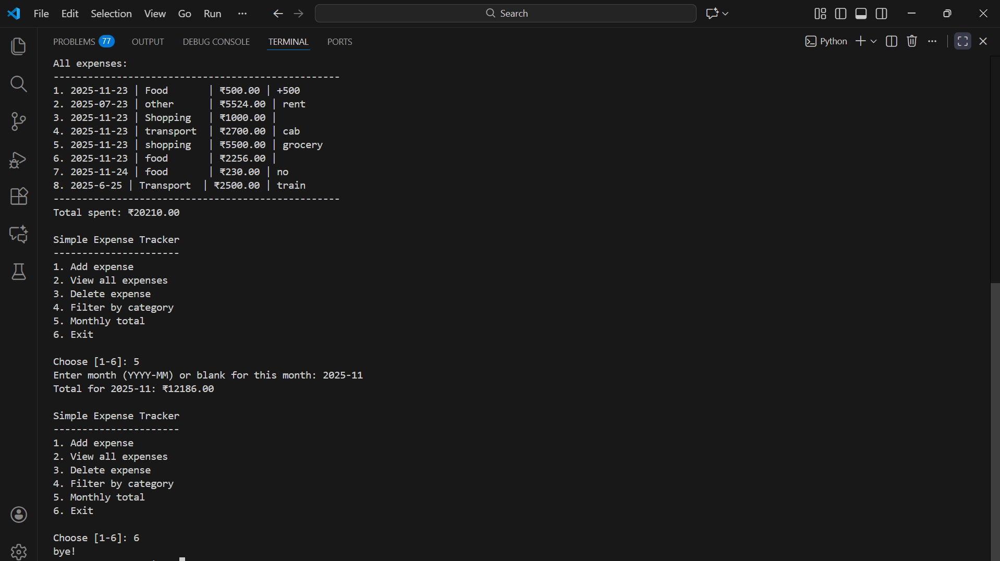 File Edit Selection View Go Run ··· Search
PROBLEMS 77 OUTPUT DEBUG CONSOLE TERMINAL PORTS Python
All expenses:
--------------------------------------------------
1. 2025-11-23 | Food       | ₹500.00 | +500
2. 2025-07-23 | other      | ₹5524.00 | rent
3. 2025-11-23 | Shopping   | ₹1000.00 |
4. 2025-11-23 | transport  | ₹2700.00 | cab
5. 2025-11-23 | shopping   | ₹5500.00 | grocery
6. 2025-11-23 | food       | ₹2256.00 |
7. 2025-11-24 | food       | ₹230.00 | no
8. 2025-6-25 | Transport  | ₹2500.00 | train
--------------------------------------------------
Total spent: ₹20210.00
Simple Expense Tracker
----------------------
1. Add expense
2. View all expenses
3. Delete expense
4. Filter by category
5. Monthly total
6. Exit
Choose [1-6]: 5
Enter month (YYYY-MM) or blank for this month: 2025-11
Total for 2025-11: ₹12186.00
Simple Expense Tracker
----------------------
1. Add expense
2. View all expenses
3. Delete expense
4. Filter by category
5. Monthly total
6. Exit
Choose [1-6]: 6
bye!